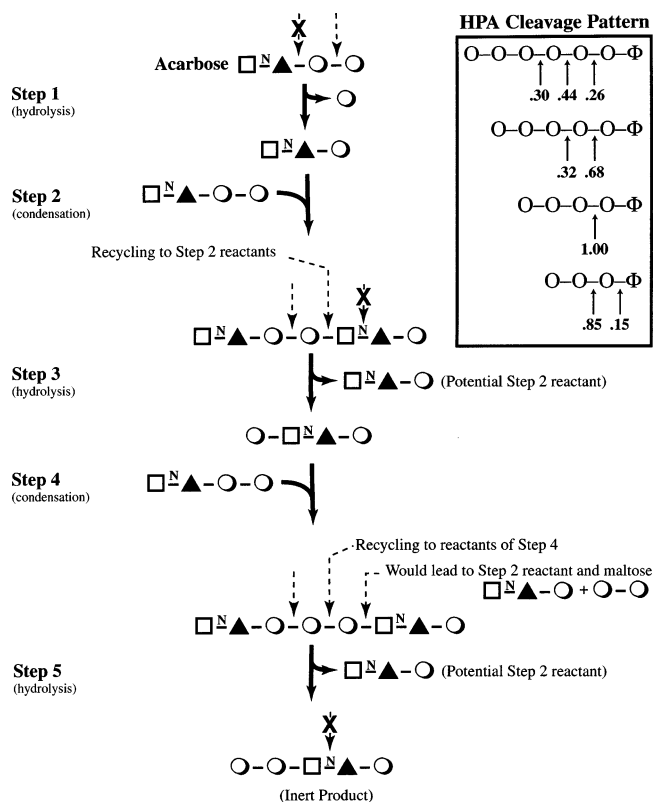 HPA Cleavage Pattern
O–O–O–O–O–O–Φ
.30 .44 .26
O–O–O–O–O–Φ
.32 .68
O–O–O–O–Φ
1.00
O–O–O–Φ
.85 .15
X
Acarbose N
Step 1
(hydrolysis)
N
Step 2
(condensation)
N
Recycling to Step 2 reactants
X
N N
Step 3
(hydrolysis)
N (Potential Step 2 reactant)
N
Step 4
(condensation)
N
Recycling to reactants of Step 4
Would lead to Step 2 reactant and maltose
N +
N N
Step 5
(hydrolysis)
N (Potential Step 2 reactant)
X
N
(Inert Product)